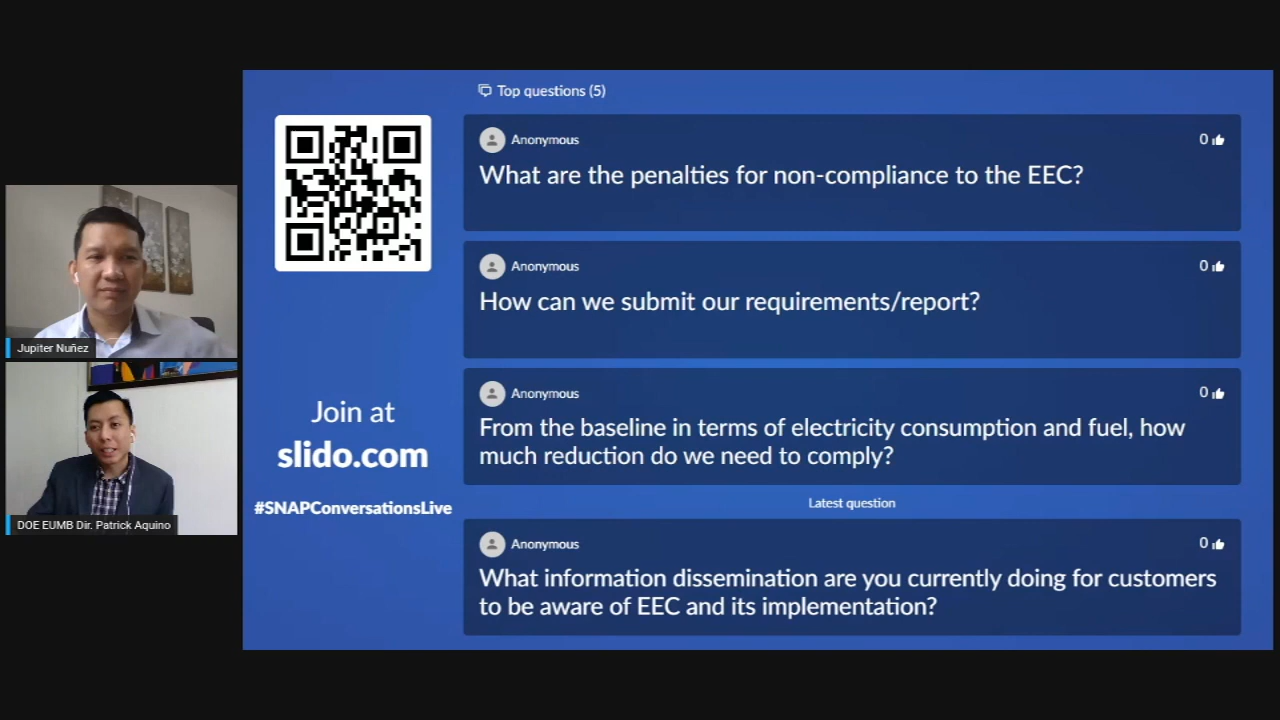 Jupiter Nuñez
DOE EUMB Dir. Patrick Aquino
Join at
slido.com
#SNAPConversationsLive
Top questions (5)
Anonymous
0
What are the penalties for non-compliance to the EEC?
Anonymous
0
How can we submit our requirements/report?
Anonymous
0
From the baseline in terms of electricity consumption and fuel, how
much reduction do we need to comply?
Latest question
Anonymous
0
What information dissemination are you currently doing for customers
to be aware of EEC and its implementation?